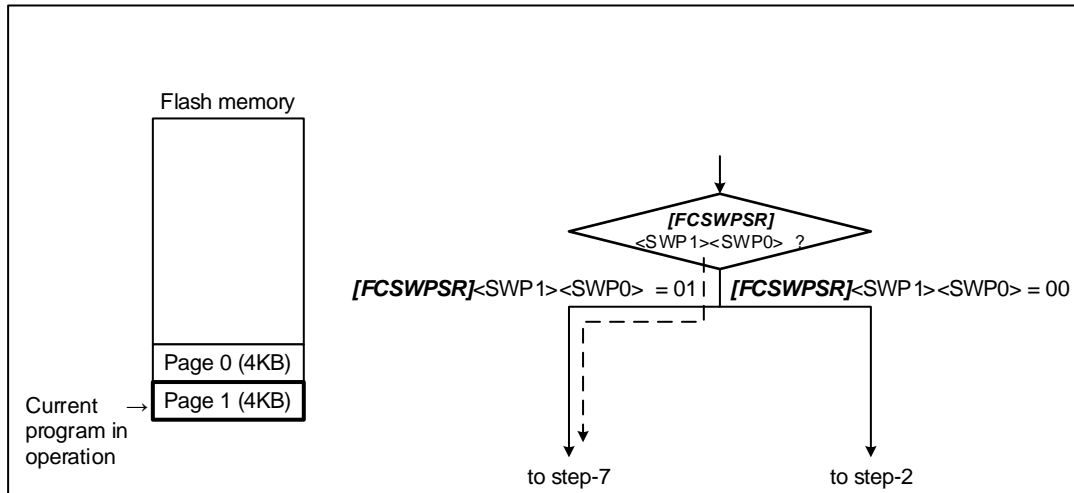 Flash memory
Page 0 (4KB)
Page 1 (4KB)
Current →
program in
operation
[FCSWPSR]
<SWP1><SWP0> ?
[FCSWPSR]<SWP1><SWP0> = 01
[FCSWPSR]<SWP1><SWP0> = 00
to step-7
to step-2